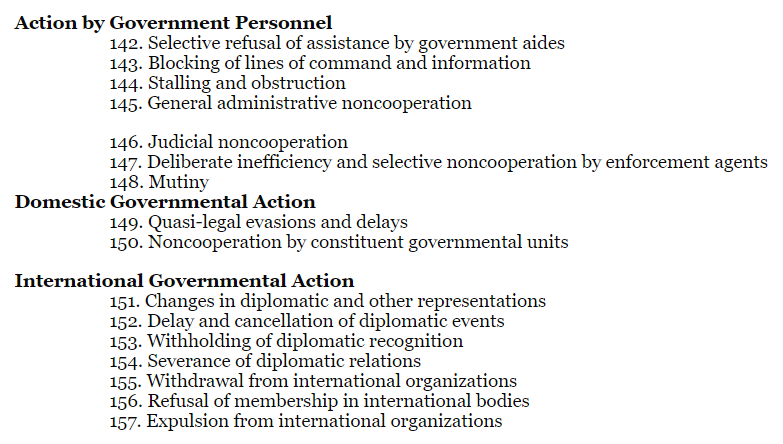 Action by Government Personnel
142. Selective refusal of assistance by government aides
143. Blocking of lines of command and information
144. Stalling and obstruction
145. General administrative noncooperation
146. Judicial noncooperation
147. Deliberate inefficiency and selective noncooperation by enforcement agents
148. Mutiny
Domestic Governmental Action
149. Quasi-legal evasions and delays
150. Noncooperation by constituent governmental units
International Governmental Action
151. Changes in diplomatic and other representations
152. Delay and cancellation of diplomatic events
153. Withholding of diplomatic recognition
154. Severance of diplomatic relations
155. Withdrawal from international organizations
156. Refusal of membership in international bodies
157. Expulsion from international organizations